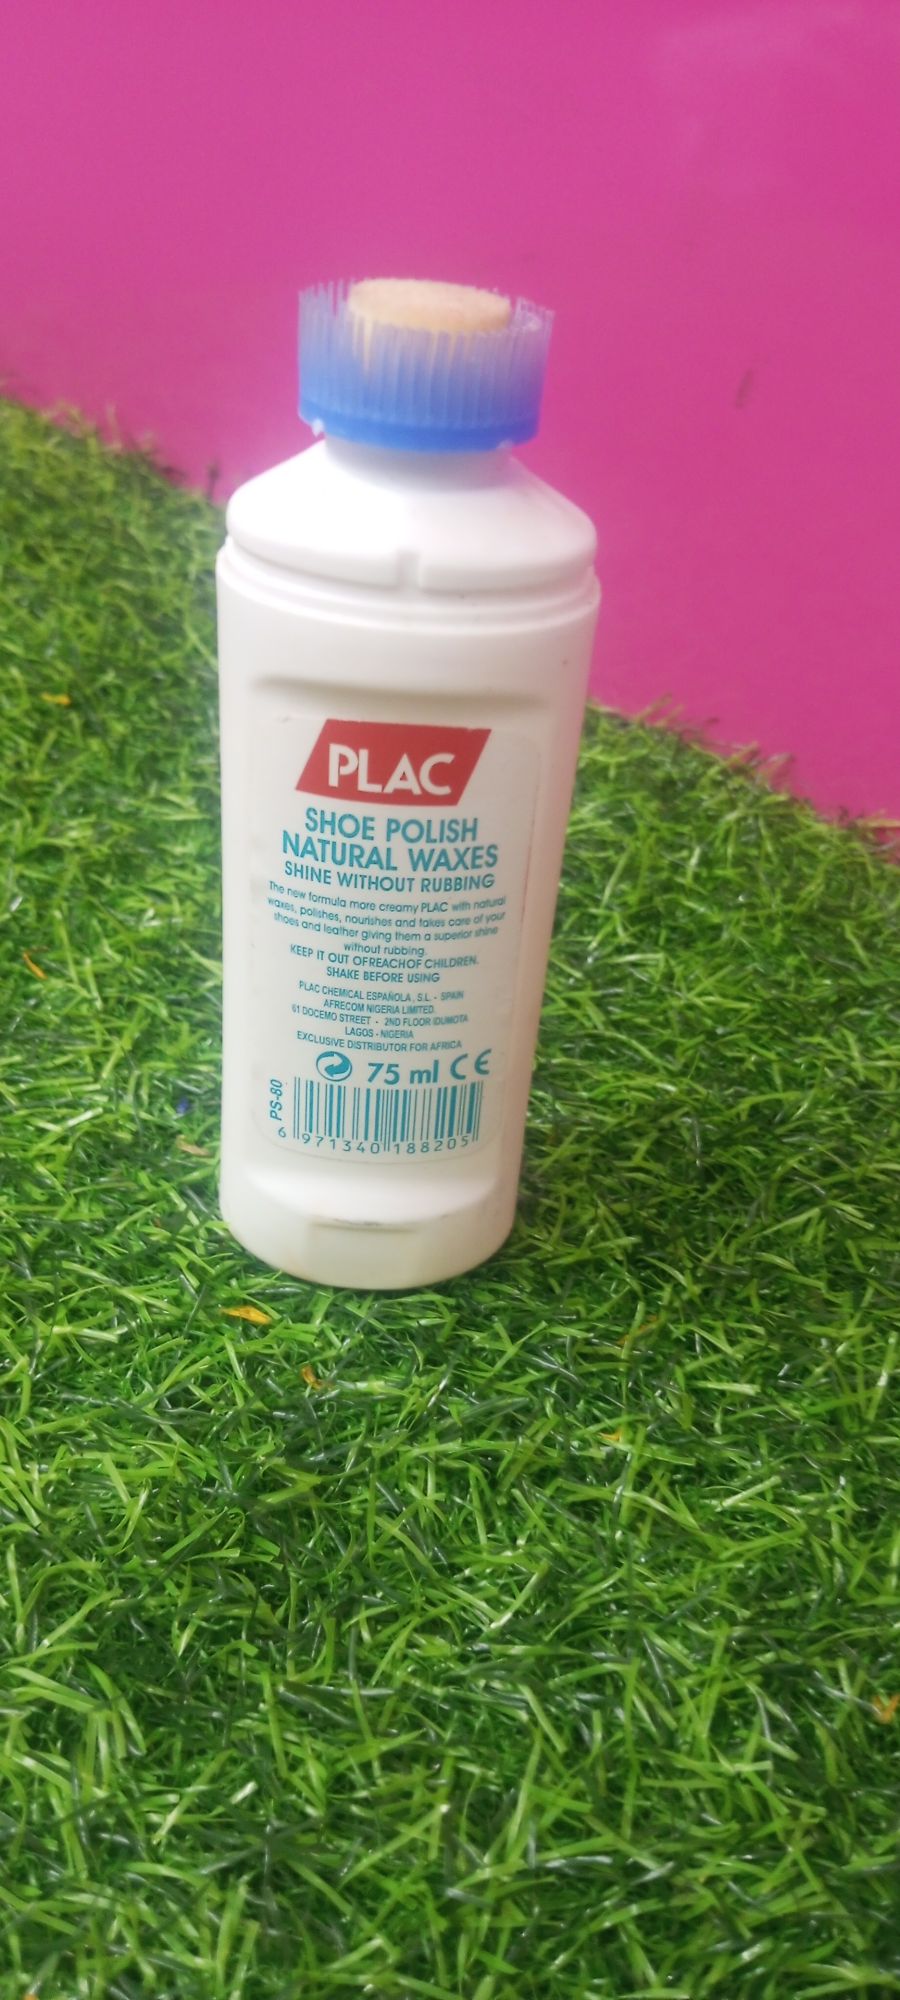 PLAC
SHOE POLISH
NATURAL WAXES
SHINE WITHOUT RUBBING
The new formula more creamy PLAC with natural
waxes, polishes, nourishes and takes care of your
shoes and leather giving them a superior shine
without rubbing.
KEEP IT OUT OFREACHOF CHILDREN.
SHAKE BEFORE USING
PLAC CHEMICAL ESPAÑOLA, S.L. - SPAIN
AFRECOM NIGERIA LIMITED.
61 DOCEMO STREET - 2ND FLOOR IDUMOTA
LAGOS - NIGERIA
EXCLUSIVE DISTRIBUTOR FOR AFRICA
75 ml CE
PS-80
6 971340 188205